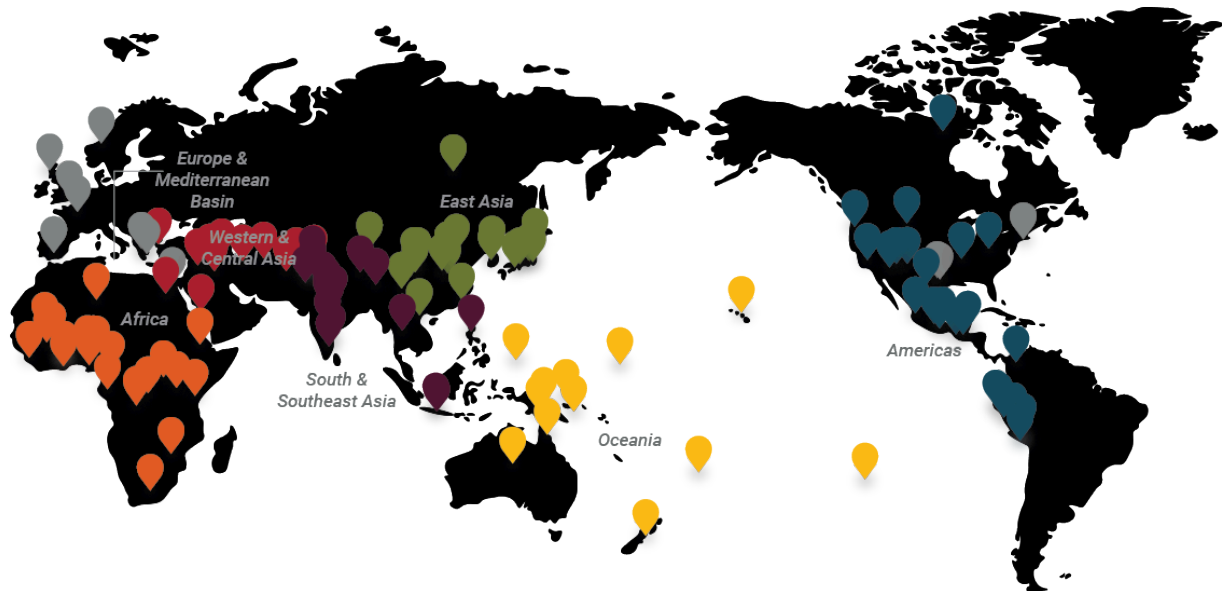 Europe &
Mediterranean
Basin
East Asia
Western &
Central Asia
Africa
South &
Southeast Asia
Americas
Oceania